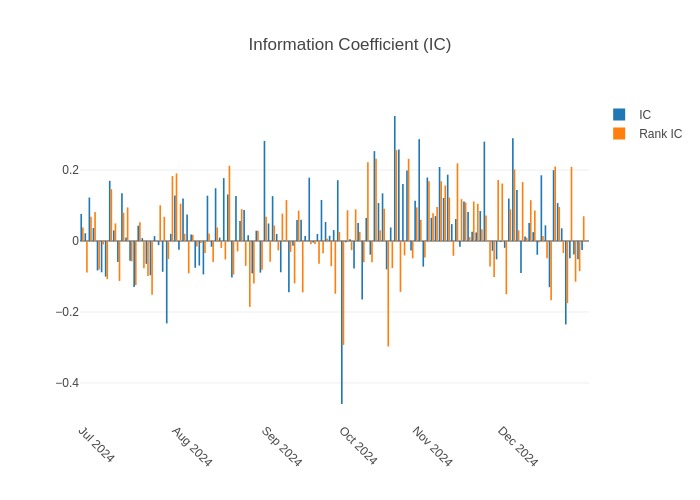 Information Coefficient (IC)
IC
Rank IC
0.2
0
−0.2
−0.4
Jul 2024
Aug 2024
Sep 2024
Oct 2024
Nov 2024
Dec 2024